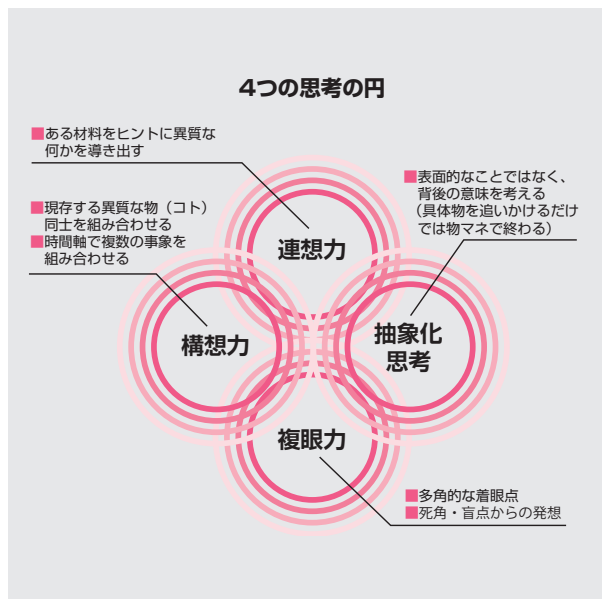 4つの思考の円
■ある材料をヒントに異質な
何かを導き出す
■現存する異質な物（コト）
同士を組み合わせる
■時間軸で複数の事象を
組み合わせる
■表面的なことではなく、
背後の意味を考える
（具体物を追いかけるだけ
では物マネで終わる）
連想力
構想力
抽象化
思考
複眼力
■多角的な着眼点
■死角・盲点からの発想